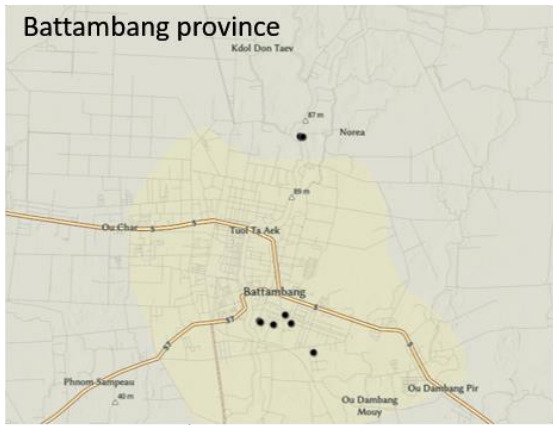 Battambang province
Kdol Don Taev
87 m
Norea
89 m
Ou Char
5
5
Tuol Ta Aek
Battambang
57
57
Phnom Sampeau
40 m
Ou Dambang Pir
Ou Dambang
Mouy